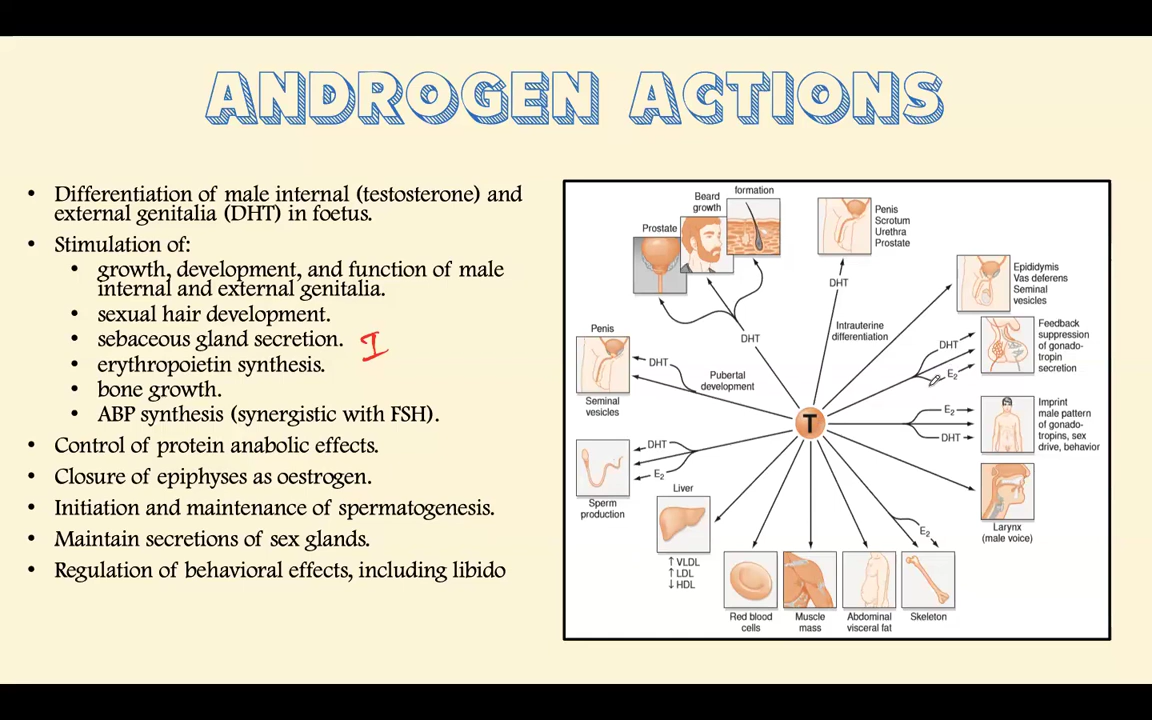 ANDROGEN ACTIONS
• Differentiation of male internal (testosterone) and
external genitalia (DHT) in foetus.
• Stimulation of:
• growth, development, and function of male
internal and external genitalia.
• sexual hair development.
• sebaceous gland secretion.
I
• erythropoietin synthesis.
• bone growth.
• ABP synthesis (synergistic with FSH).
• Control of protein anabolic effects.
• Closure of epiphyses as oestrogen.
• Initiation and maintenance of spermatogenesis.
• Maintain secretions of sex glands.
• Regulation of behavioral effects, including libido
formation
Beard
growth
Prostate
Penis
Scrotum
Urethra
Prostate
DHT
Epididymis
Vas deferens
Seminal
vesicles
Intrauterine
differentiation
DHT
Feedback
suppression
of gonado-
tropin
secretion
DHT
E2
Penis
DHT
Seminal
vesicles
Pubertal
development
T
E2
DHT
Imprint
male pattern
of gonado-
tropins, sex
drive, behavior
DHT
E2
Sperm
production
Liver
↑ VLDL
↑ LDL
↓ HDL
Larynx
(male voice)
E2
Red blood
cells
Muscle
mass
Abdominal
visceral fat
Skeleton